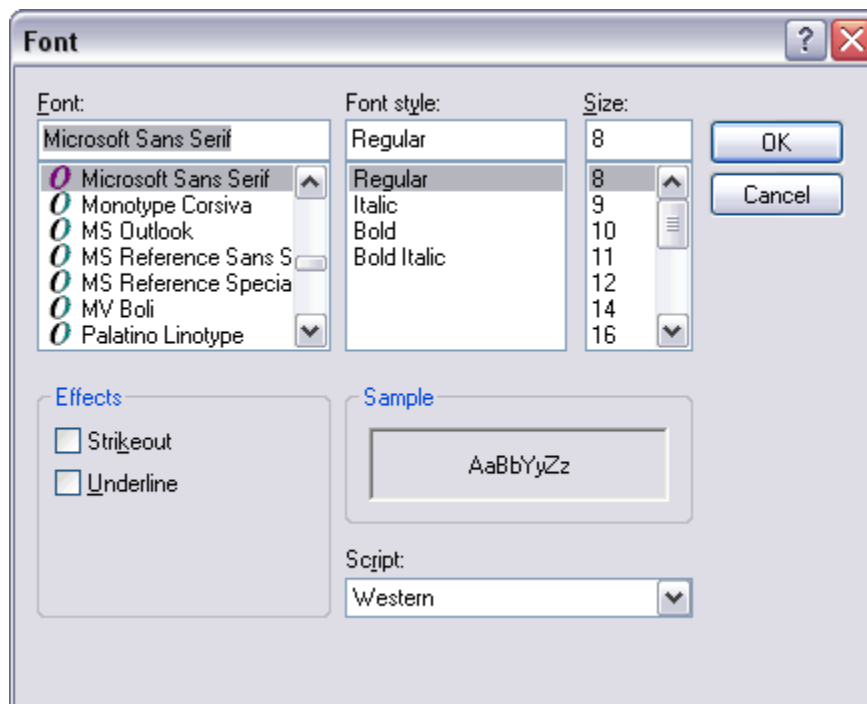 Font
Font:
Microsoft Sans Serif
Microsoft Sans Serif
Monotype Corsiva
MS Outlook
MS Reference Sans S
MS Reference Specia
MV Boli
Palatino Linotype
Font style:
Regular
Regular
Italic
Bold
Bold Italic
Size:
8
8
9
10
11
12
14
16
OK
Cancel
Effects
Strikeout
Underline
Sample
AaBbYyZz
Script:
Western